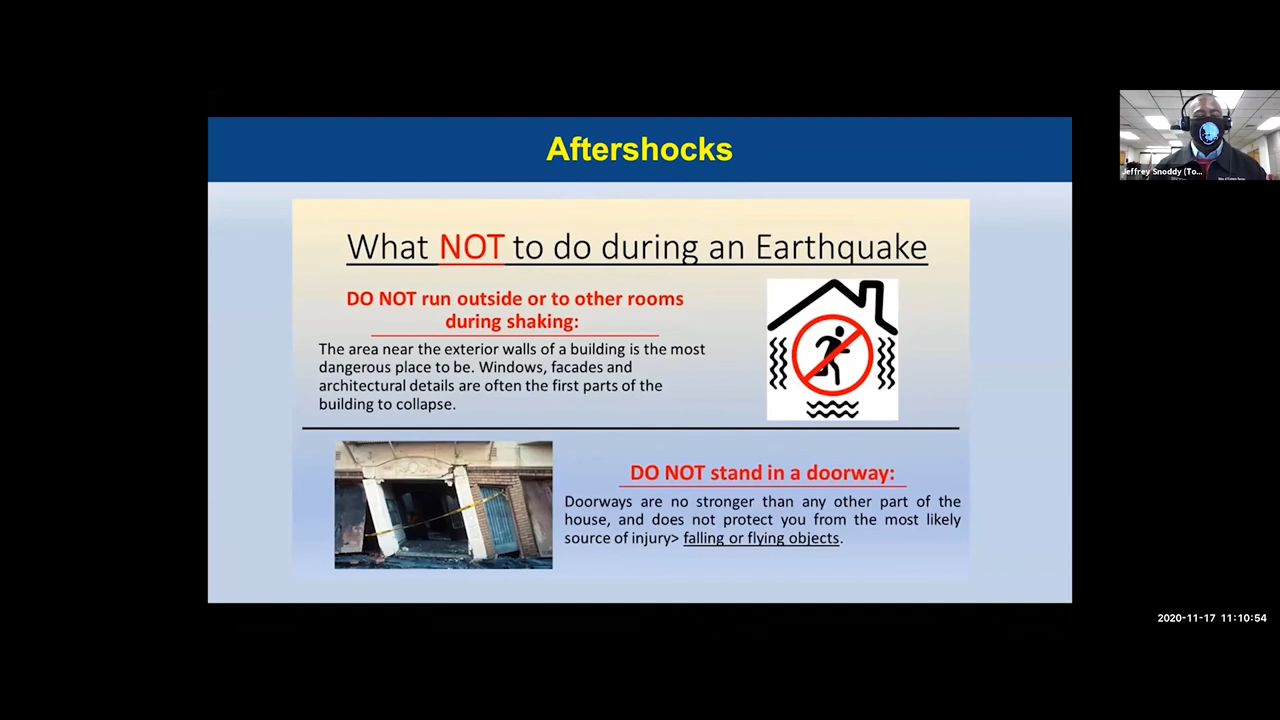 Aftershocks
What NOT to do during an Earthquake
DO NOT run outside or to other rooms
during shaking:
The area near the exterior walls of a building is the most
dangerous place to be. Windows, facades and
architectural details are often the first parts of the
building to collapse.
DO NOT stand in a doorway:
Doorways are no stronger than any other part of the
house, and does not protect you from the most likely
source of injury> falling or flying objects.
Jeffrey Snoddy (To...
2020-11-17 11:10:54